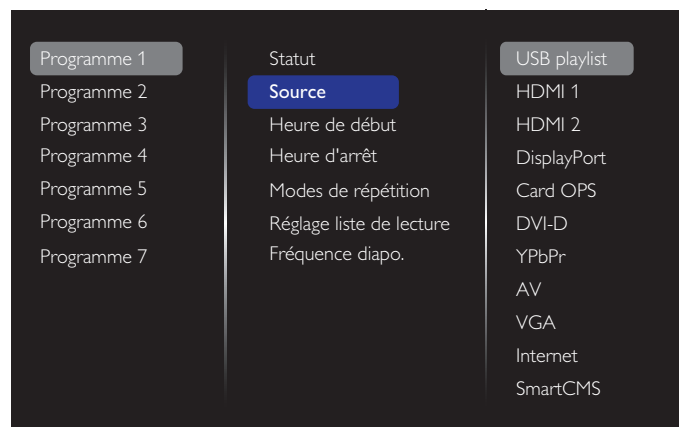 Programme 1
Programme 2
Programme 3
Programme 4
Programme 5
Programme 6
Programme 7
Statut
Source
Heure de début
Heure d'arrêt
Modes de répétition
Réglage liste de lecture
Fréquence diapo.
USB playlist
HDMI 1
HDMI 2
DisplayPort
Card OPS
DVI-D
YPbPr
AV
VGA
Internet
SmartCMS